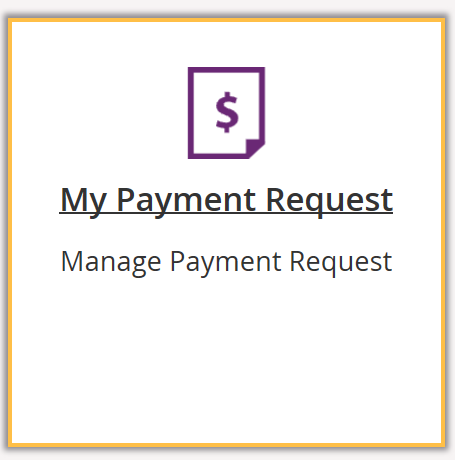 $
My Payment Request
Manage Payment Request